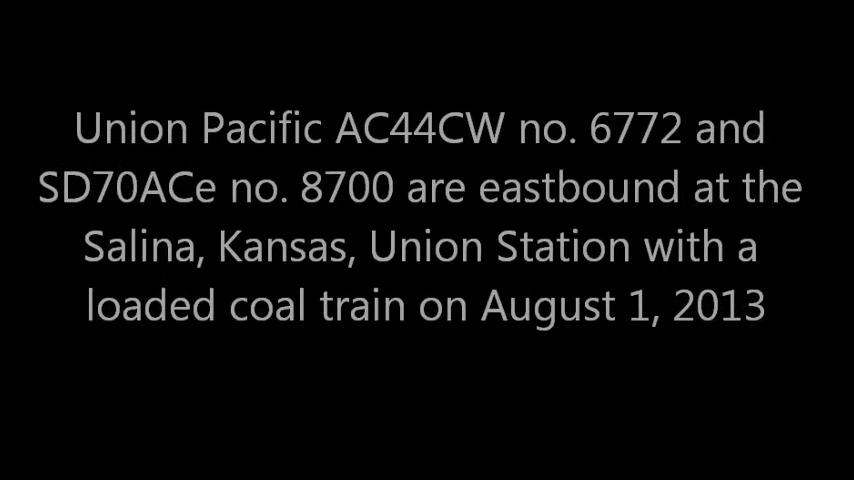 Union Pacific AC44CW no. 6772 and
SD70ACe no. 8700 are eastbound at the
Salina, Kansas, Union Station with a
loaded coal train on August 1, 2013